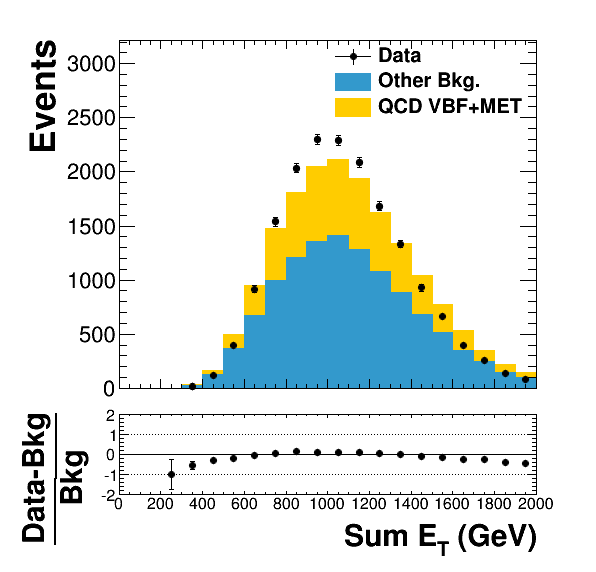 Events
3000
2500
2000
1500
1000
500
0
Data
Other Bkg.
QCD VBF+MET
Data-Bkg
Bkg
2
1
0
-1
-2
0 200 400 600 800 1000 1200 1400 1600 1800 2000
Sum E_T (GeV)